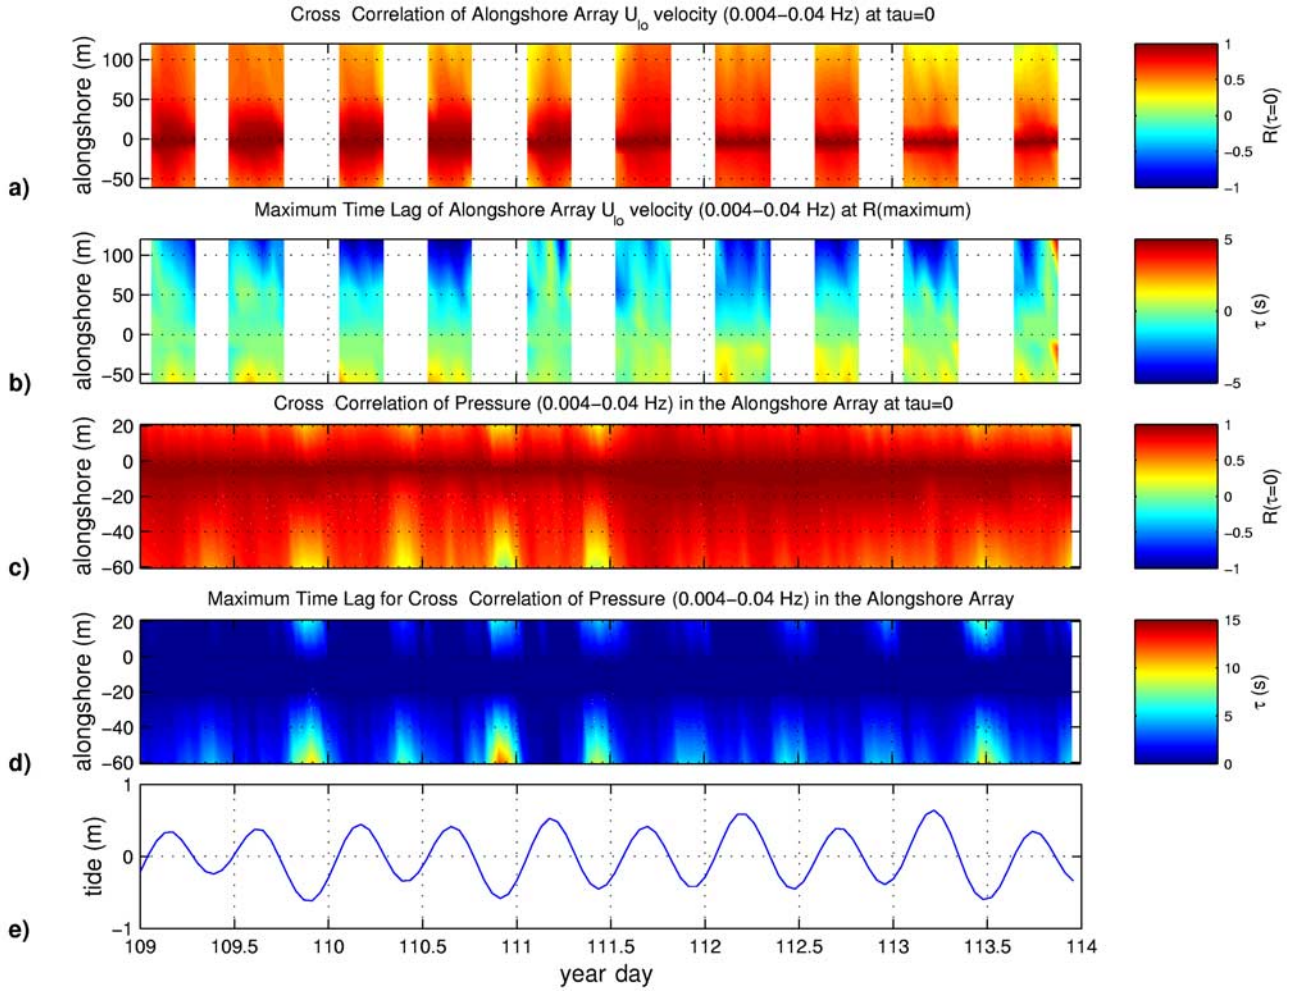 Cross Correlation of Alongshore Array U_lo velocity (0.004−0.04 Hz) at tau=0
alongshore (m)
100
50
0
−50
a)
1
0.5
0
−0.5
−1
R(τ=0)
Maximum Time Lag of Alongshore Array U_lo velocity (0.004−0.04 Hz) at R(maximum)
alongshore (m)
100
50
0
−50
b)
5
0
−5
τ (s)
Cross Correlation of Pressure (0.004−0.04 Hz) in the Alongshore Array at tau=0
alongshore (m)
20
0
−20
−40
−60
c)
1
0.5
0
−0.5
−1
R(τ=0)
Maximum Time Lag for Cross Correlation of Pressure (0.004−0.04 Hz) in the Alongshore Array
alongshore (m)
20
0
−20
−40
−60
d)
15
10
5
0
τ (s)
tide (m)
1
0
−1
e)
109 109.5 110 110.5 111 111.5 112 112.5 113 113.5 114
year day